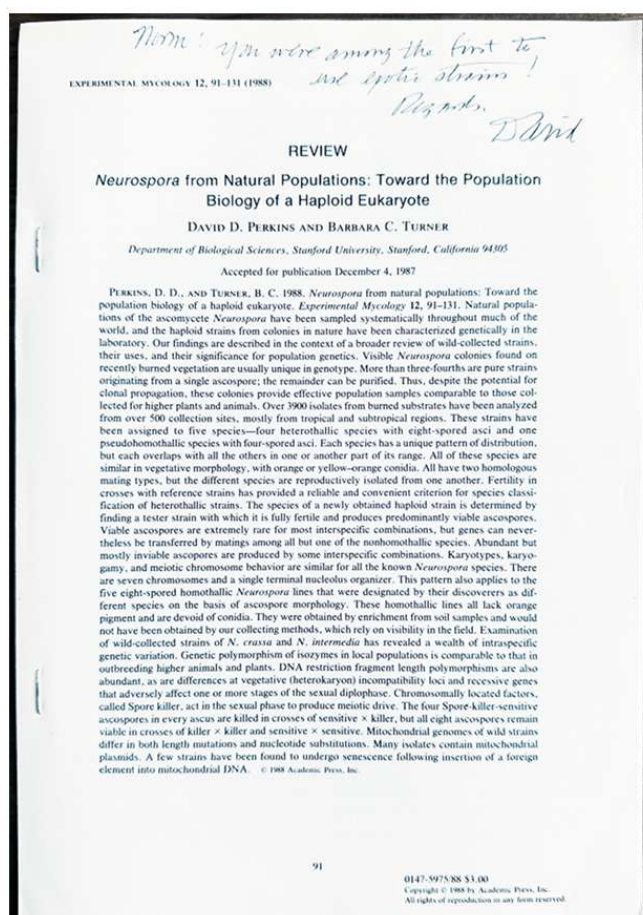 Norm: you were among the first to
use exotic strains!
Regards.
David
EXPERIMENTAL MYCOLOGY 12, 91–131 (1988)
REVIEW
Neurospora from Natural Populations: Toward the Population
Biology of a Haploid Eukaryote
DAVID D. PERKINS AND BARBARA C. TURNER
Department of Biological Sciences, Stanford University, Stanford, California 94305
Accepted for publication December 4, 1987
PERKINS, D. D., AND TURNER, B. C. 1988. Neurospora from natural populations: Toward the
population biology of a haploid eukaryote. Experimental Mycology 12, 91–131. Natural popula-
tions of the ascomycete Neurospora have been sampled systematically throughout much of the
world, and the haploid strains from colonies in nature have been characterized genetically in the
laboratory. Our findings are described in the context of a broader review of wild-collected strains,
their uses, and their significance for population genetics. Visible Neurospora colonies found on
recently burned vegetation are usually unique in genotype. More than three-fourths are pure strains
originating from a single ascospore; the remainder can be purified. Thus, despite the potential for
clonal propagation, these colonies provide effective population samples comparable to those col-
lected for higher plants and animals. Over 3900 isolates from burned substrates have been analyzed
from over 500 collection sites, mostly from tropical and subtropical regions. These strains have
been assigned to five species—four heterothallic species with eight-spored asci and one
pseudohomothallic species with four-spored asci. Each species has a unique pattern of distribution,
but each overlaps with all the others in one or another part of its range. All of these species are
similar in vegetative morphology, with orange or yellow–orange conidia. All have two homologous
mating types, but the different species are reproductively isolated from one another. Fertility in
crosses with reference strains has provided a reliable and convenient criterion for species classi-
fication of heterothallic strains. The species of a newly obtained haploid strain is determined by
finding a tester strain with which it is fully fertile and produces predominantly viable ascospores.
Viable ascospores are extremely rare for most interspecific combinations, but genes can never-
theless be transferred by matings among all but one of the nonhomothallic species. Abundant but
mostly inviable ascopores are produced by some interspecific combinations. Karyotypes, karyo-
gamy, and meiotic chromosome behavior are similar for all the known Neurospora species. There
are seven chromosomes and a single terminal nucleolus organizer. This pattern also applies to the
five eight-spored homothallic Neurospora lines that were designated by their discoverers as dif-
ferent species on the basis of ascospore morphology. These homothallic lines all lack orange
pigment and are devoid of conidia. They were obtained by enrichment from soil samples and would
not have been obtained by our collecting methods, which rely on visibility in the field. Examination
of wild-collected strains of N. crassa and N. intermedia has revealed a wealth of intraspecific
genetic variation. Genetic polymorphism of isozymes in local populations is comparable to that in
outbreeding higher animals and plants. DNA restriction fragment length polymorphisms are also
abundant, as are differences at vegetative (heterokaryon) incompatibility loci and recessive genes
that adversely affect one or more stages of the sexual diplophase. Chromosomally located factors,
called Spore killer, act in the sexual phase to produce meiotic drive. The four Spore-killer-sensitive
ascospores in every ascus are killed in crosses of sensitive × killer, but all eight ascospores remain
viable in crosses of killer × killer and sensitive × sensitive. Mitochondrial genomes of wild strains
differ in both length mutations and nucleotide substitutions. Many isolates contain mitochondrial
plasmids. A few strains have been found to undergo senescence following insertion of a foreign
element into mitochondrial DNA. © 1988 Academic Press, Inc.
91
0147-5975/88 $3.00
Copyright © 1988 by Academic Press, Inc.
All rights of reproduction in any form reserved.